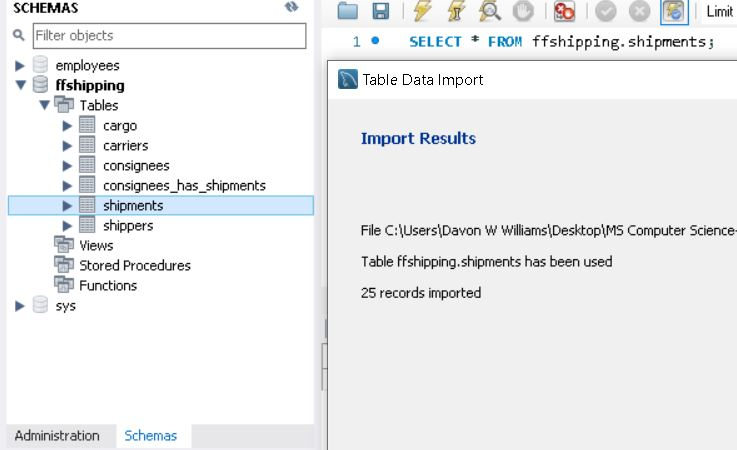 SCHEMAS
Filter objects
employees
ffshipping
Tables
cargo
carriers
consignees
consignees_has_shipments
shipments
shippers
Views
Stored Procedures
Functions
sys
Administration
Schemas
Limit
1 SELECT * FROM ffshipping.shipments;
Table Data Import
Import Results
File C:\Users\Davon W Williams\Desktop\MS Computer Science-
Table ffshipping.shipments has been used
25 records imported